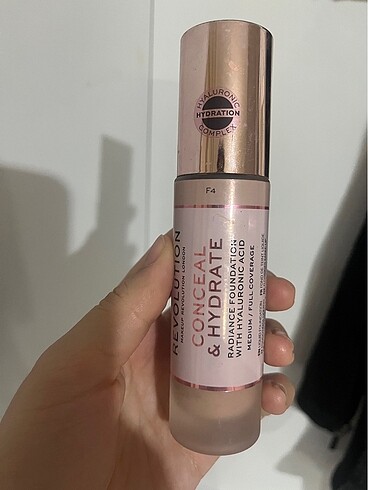 HYALURONIC
HYDRATION
COMPLEX
F4
REVOLUTION
MAKEUP REVOLUTION LONDON
CONCEAL
& HYDRATE
RADIANCE FOUNDATION
WITH HYALURONIC ACID
MEDIUM / FULL COVERAGE